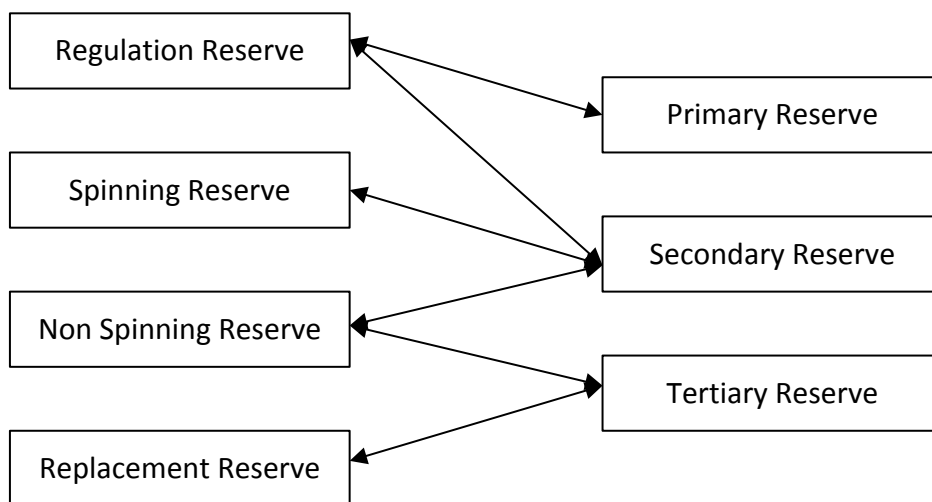 Regulation Reserve
Spinning Reserve
Non Spinning Reserve
Replacement Reserve
Primary Reserve
Secondary Reserve
Tertiary Reserve